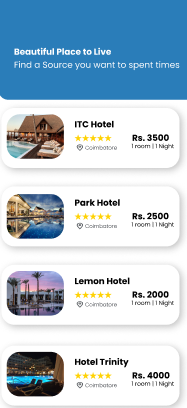 Beautiful Place to Live
Find a Source you want to spent times
ITC Hotel
Rs. 3500
Coimbatore
1 room | 1 Night
Park Hotel
Rs. 2500
Coimbatore
1 room | 1 Night
Lemon Hotel
Rs. 2000
Coimbatore
1 room | 1 Night
Hotel Trinity
Rs. 4000
Coimbatore
1 room | 1 Night